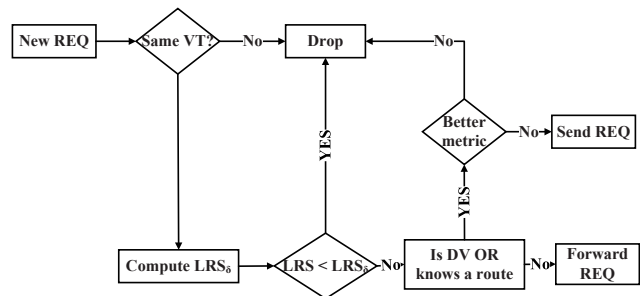 New REQ
Same VT?
No
Drop
No
YES
Better
metric
No
Send REQ
YES
Compute LRSδ
LRS < LRSδ
No
Is DV OR
knows a route
No
Forward
REQ